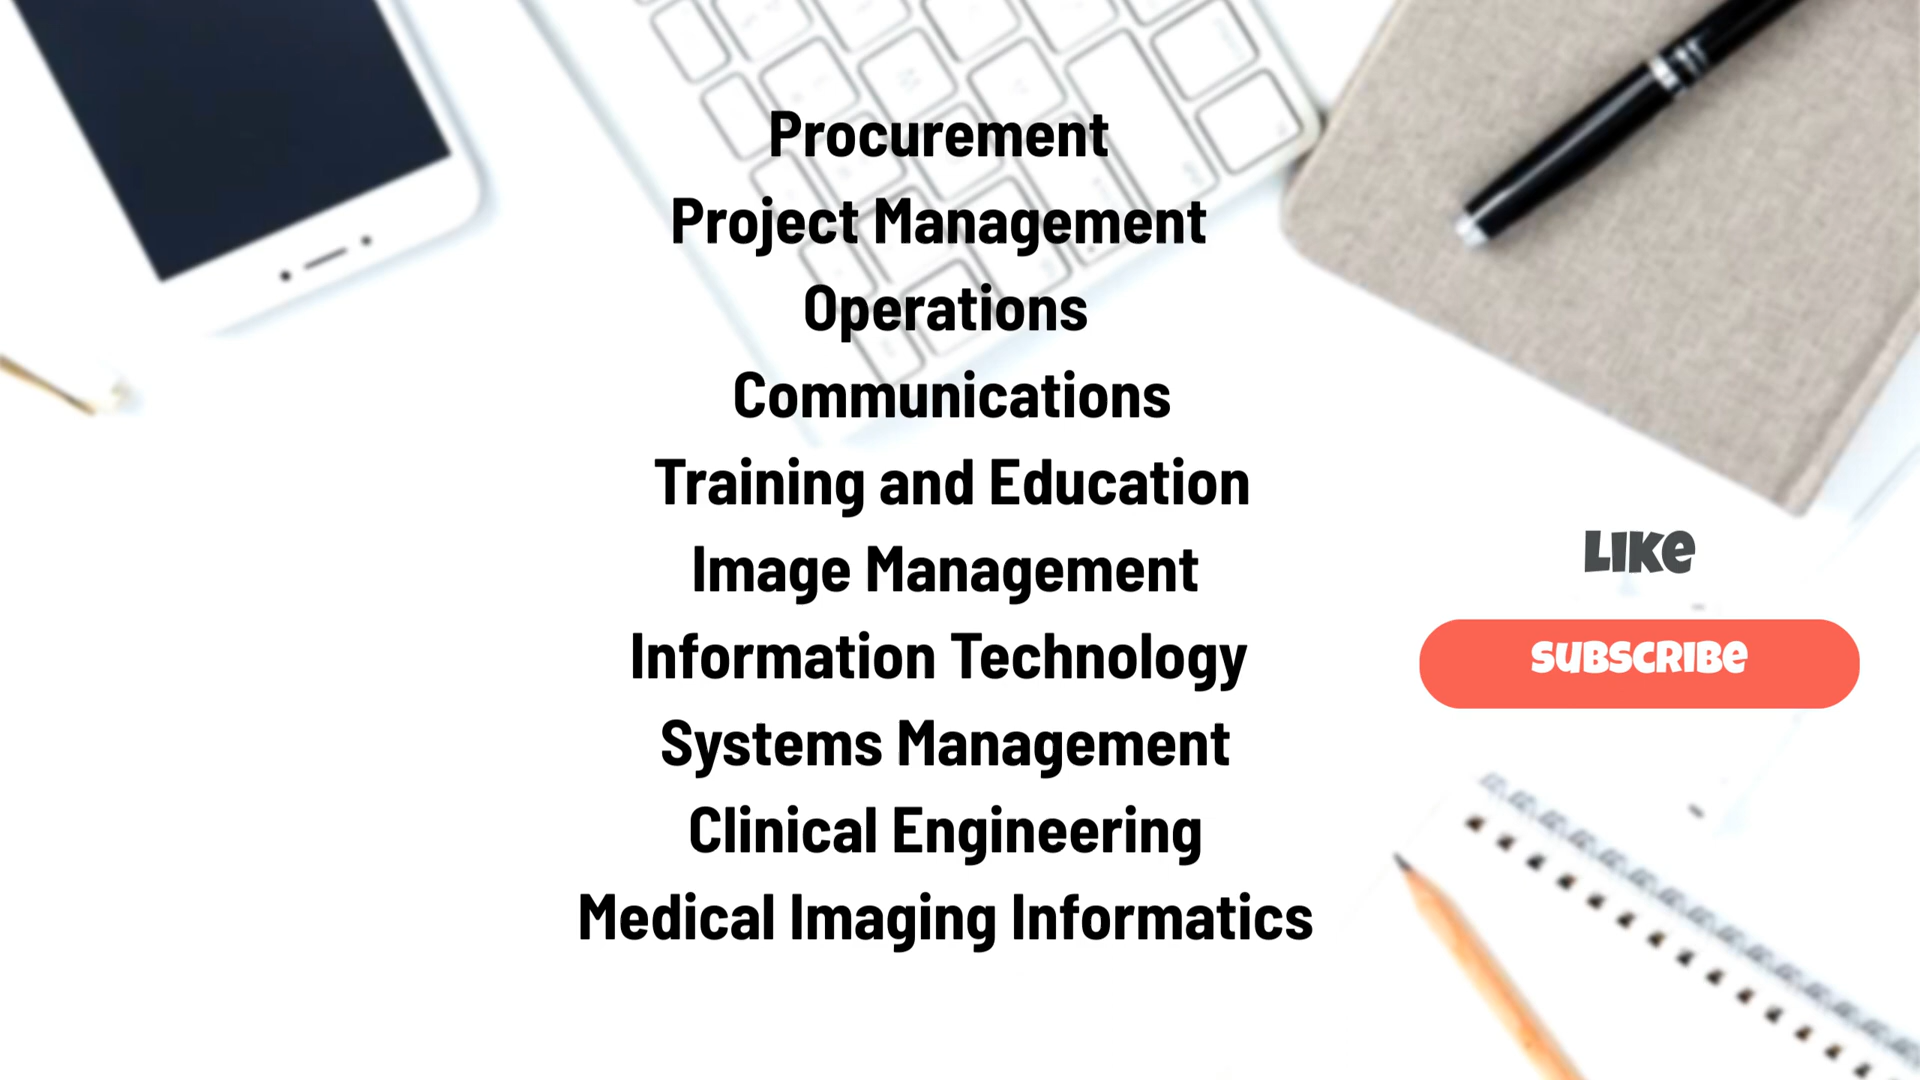 Procurement
Project Management
Operations
Communications
Training and Education
Image Management
Information Technology
Systems Management
Clinical Engineering
Medical Imaging Informatics
LIKe
SuBSCRIBe